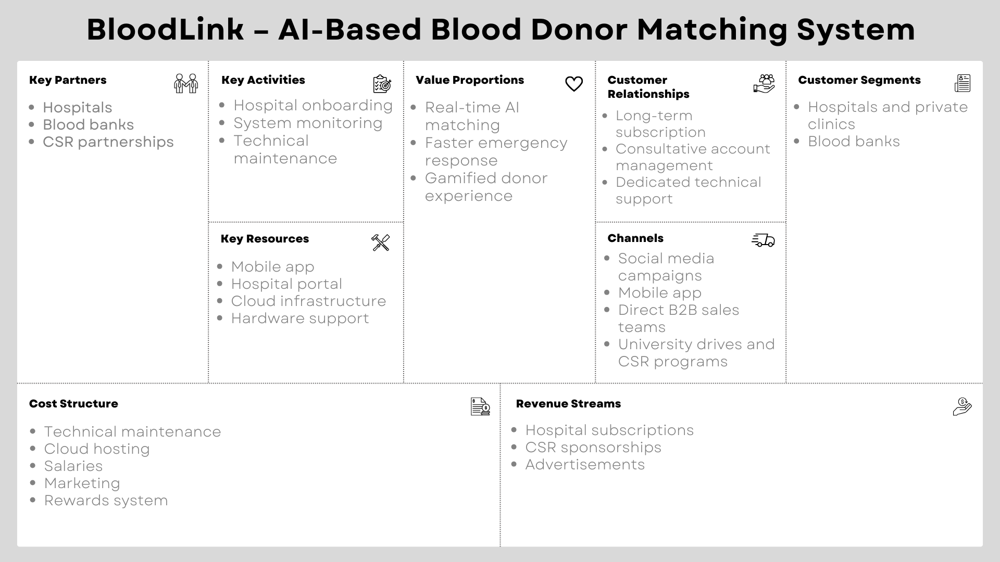 BloodLink – AI-Based Blood Donor Matching System
Key Partners
Hospitals
Blood banks
CSR partnerships
Key Activities
Hospital onboarding
System monitoring
Technical
maintenance
Key Resources
Mobile app
Hospital portal
Cloud infrastructure
Hardware support
Value Proportions
Real-time AI
matching
Faster emergency
response
Gamified donor
experience
Customer
Relationships
Long-term
subscription
Consultative account
management
Dedicated technical
support
Channels
Social media
campaigns
Mobile app
Direct B2B sales
teams
University drives and
CSR programs
Customer Segments
Hospitals and private
clinics
Blood banks
Cost Structure
Technical maintenance
Cloud hosting
Salaries
Marketing
Rewards system
Revenue Streams
Hospital subscriptions
CSR sponsorships
Advertisements